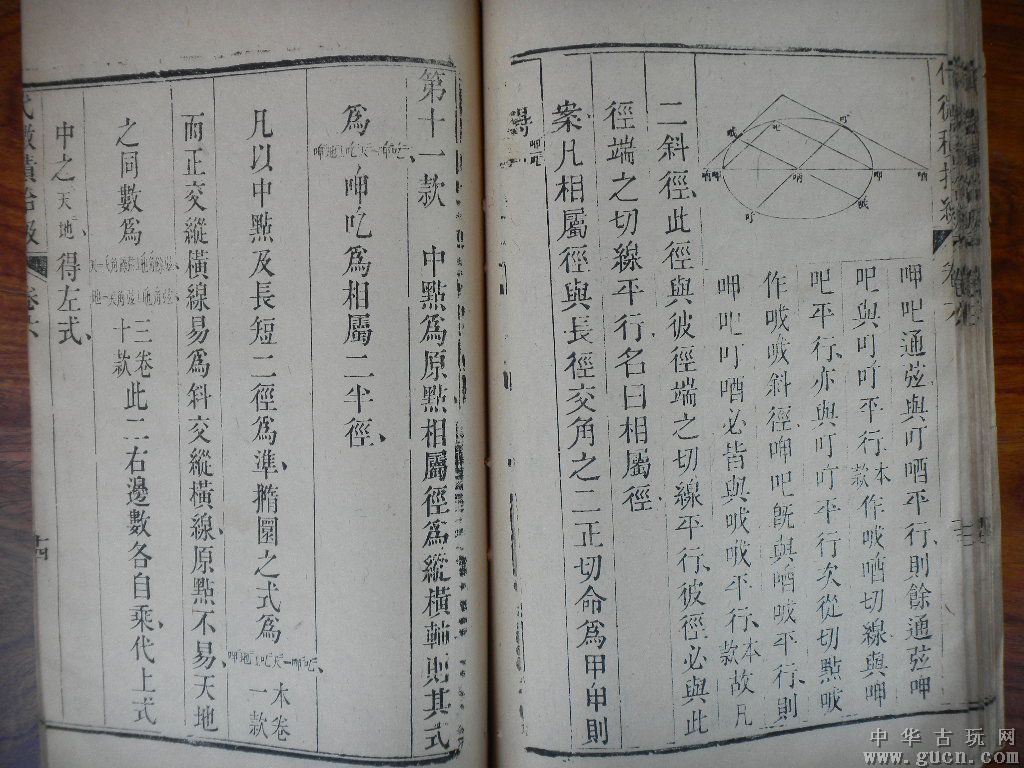 呷吧通弦與叮𠵍平行則餘通弦呷
吧與叮吖平行本款作哦𠵍切線與呷
吧平行、亦與叮吖平行次從切點哦
作哦哦斜徑呷吧旣與𠵍哦平行、則
呷吧叮𠵍必皆與哦哦平行、本款故凡
二斜徑、此徑與彼徑端之切線平行、彼徑必與此
徑端之切線平行名曰相屬徑
案凡相屬徑與長徑交角之二正切命爲甲申則
得
第十一款　中點爲原點相屬徑爲縱橫軸則其式
爲
呷吃爲相屬二半徑、
凡以中點及長短二徑爲準、橢圜之式爲
本卷一款
而正交縱橫線易爲斜交縱橫線原點不易、天地
之同數爲
三卷十款此二右邊數各自乘、代上式
中之天地、得左式、
代數積拾級
卷六
十四
代微積拾級
卷六
中华古玩网
www.gucn.com